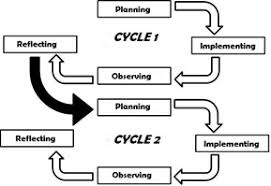 Planning
CYCLE 1
Reflecting
Implementing
Observing
Planning
CYCLE 2
Reflecting
Implementing
Observing